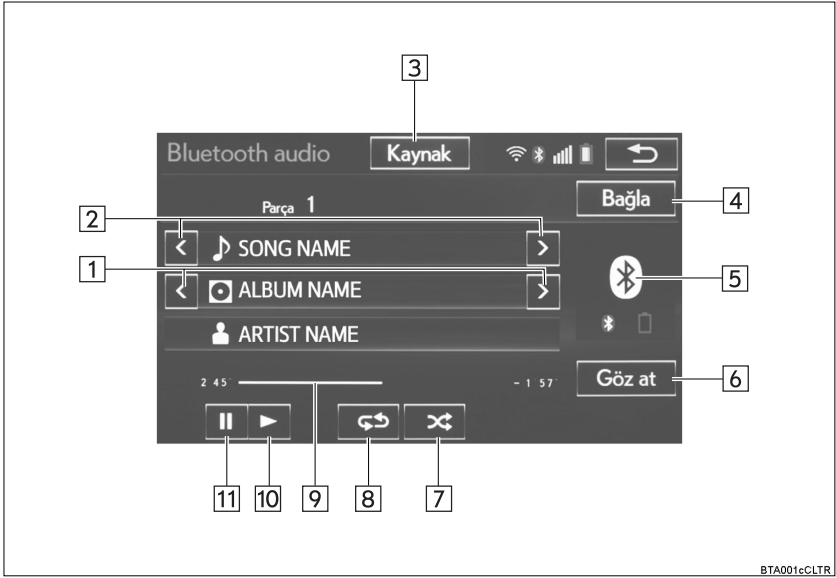 3
Bluetooth audio Kaynak
Bağla 4
Parça 1
2
SONG NAME
1
ALBUM NAME
5
ARTIST NAME
2 45" - 1 57"
Göz at 6
11 10 9 8 7
BTA001cCLTR